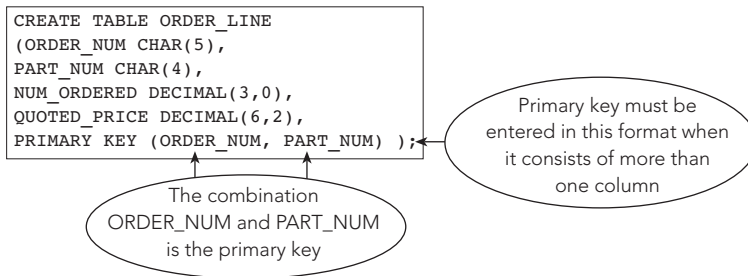 CREATE TABLE ORDER_LINE
(ORDER_NUM CHAR(5),
PART_NUM CHAR(4),
NUM_ORDERED DECIMAL(3,0),
QUOTED_PRICE DECIMAL(6,2),
PRIMARY KEY (ORDER_NUM, PART_NUM) );
Primary key must be
entered in this format when
it consists of more than
one column
The combination
ORDER_NUM and PART_NUM
is the primary key